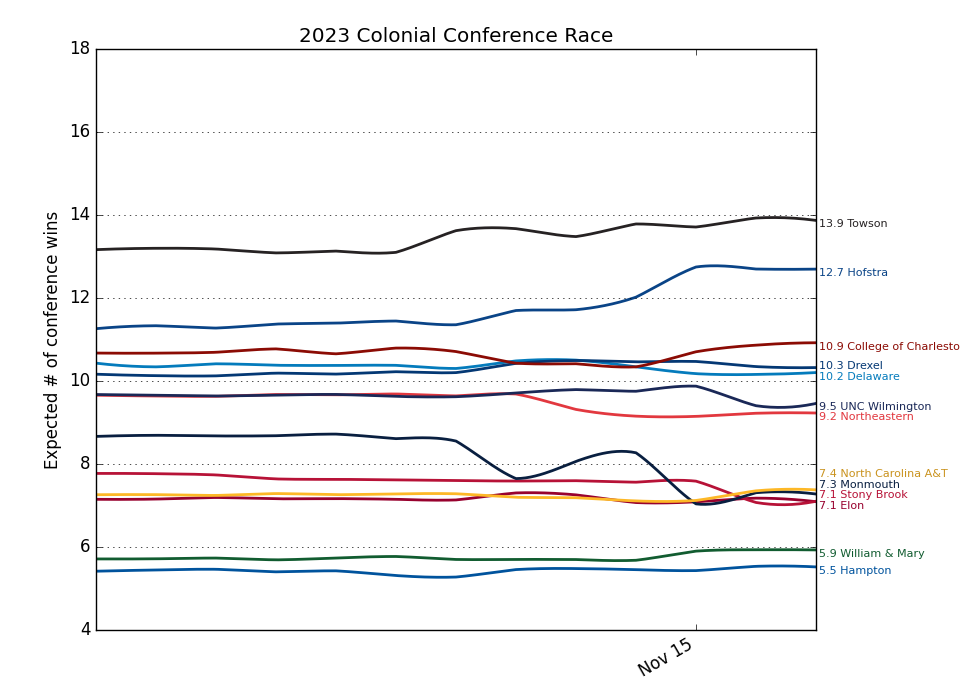 2023 Colonial Conference Race
Expected # of conference wins
18
16
14
12
10
8
6
4
Nov 15
13.9 Towson
12.7 Hofstra
10.9 College of Charlesto
10.3 Drexel
10.2 Delaware
9.5 UNC Wilmington
9.2 Northeastern
7.4 North Carolina A&T
7.3 Monmouth
7.1 Stony Brook
7.1 Elon
5.9 William & Mary
5.5 Hampton